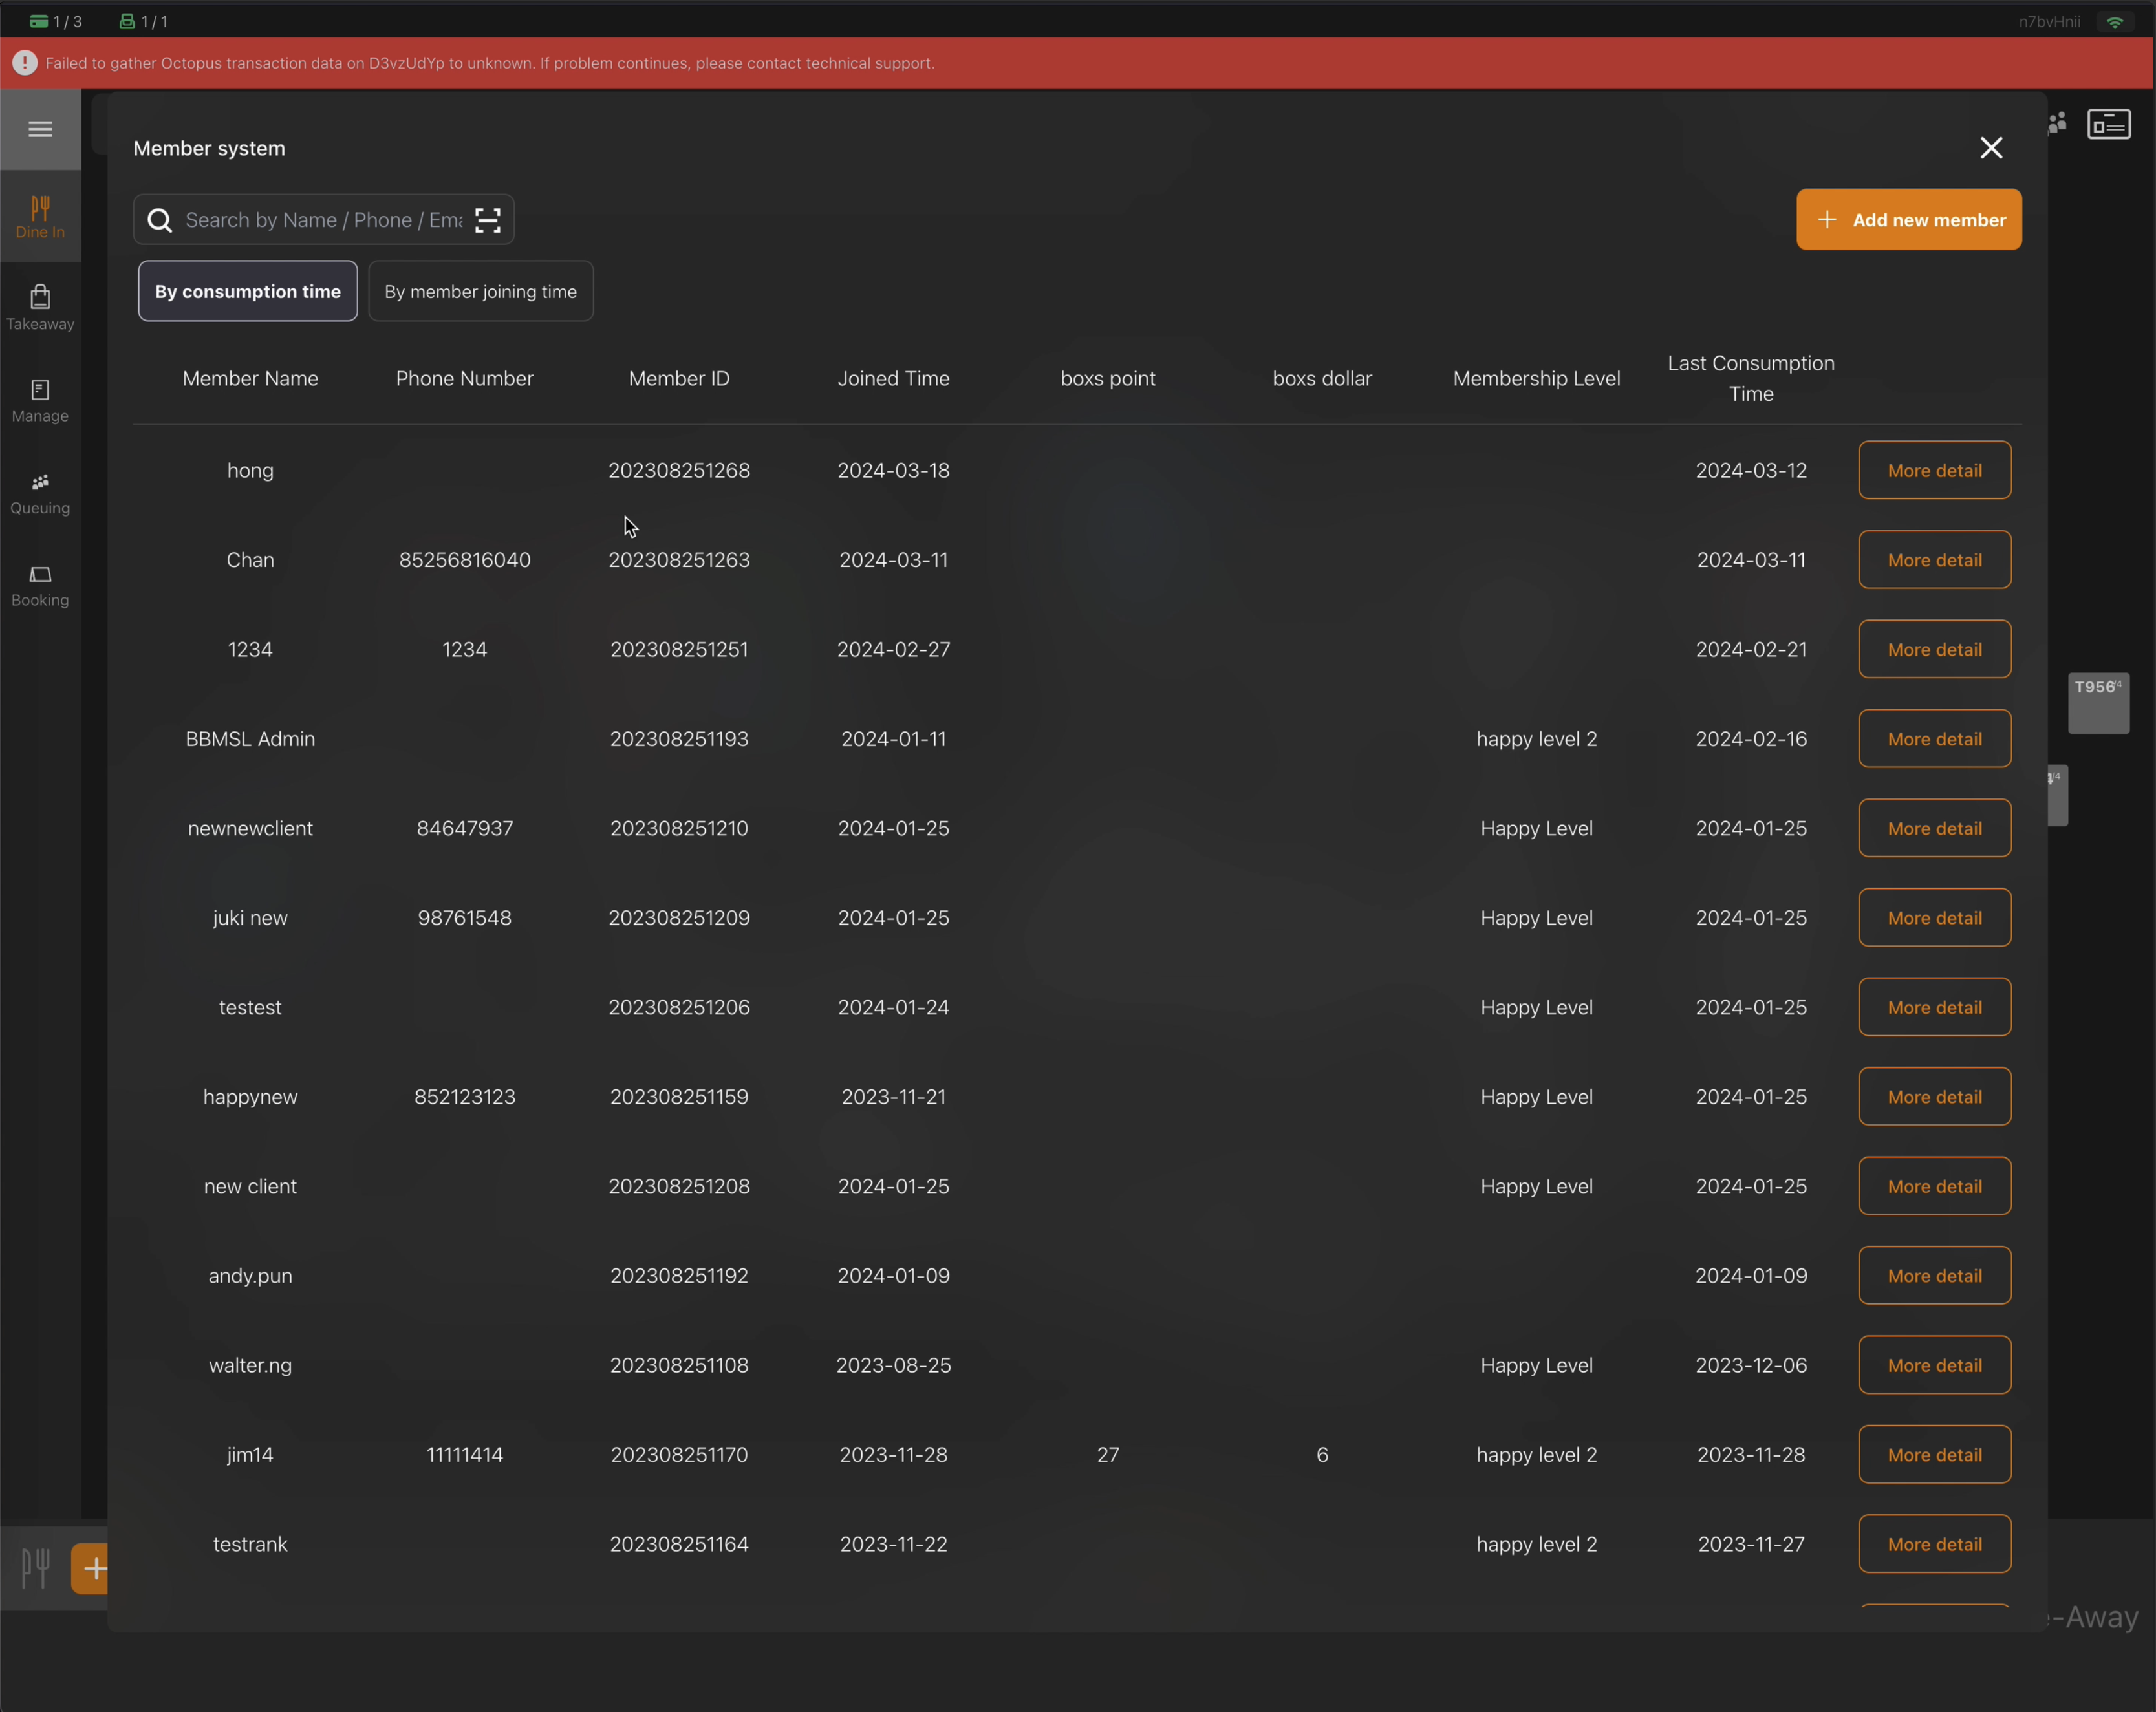 1 / 3
1 / 1
n7bvHnii
Failed to gather Octopus transaction data on D3vzUdYp to unknown. If problem continues, please contact technical support.
Member system
Search by Name / Phone / Ema
Add new member
By consumption time
By member joining time
Dine In
Takeaway
Manage
Queuing
Booking
Member Name Phone Number Member ID Joined Time boxs point boxs dollar Membership Level Last Consumption Time
hong 202308251268 2024-03-18 2024-03-12 More detail
Chan 85256816040 202308251263 2024-03-11 2024-03-11 More detail
1234 1234 202308251251 2024-02-27 2024-02-21 More detail
BBMSL Admin 202308251193 2024-01-11 happy level 2 2024-02-16 More detail
newnewclient 84647937 202308251210 2024-01-25 Happy Level 2024-01-25 More detail
juki new 98761548 202308251209 2024-01-25 Happy Level 2024-01-25 More detail
testest 202308251206 2024-01-24 Happy Level 2024-01-25 More detail
happynew 852123123 202308251159 2023-11-21 Happy Level 2024-01-25 More detail
new client 202308251208 2024-01-25 Happy Level 2024-01-25 More detail
andy.pun 202308251192 2024-01-09 2024-01-09 More detail
walter.ng 202308251108 2023-08-25 Happy Level 2023-12-06 More detail
jim14 11111414 202308251170 2023-11-28 27 6 happy level 2 2023-11-28 More detail
testrank 202308251164 2023-11-22 happy level 2 2023-11-27 More detail
T956
/4
e-Away